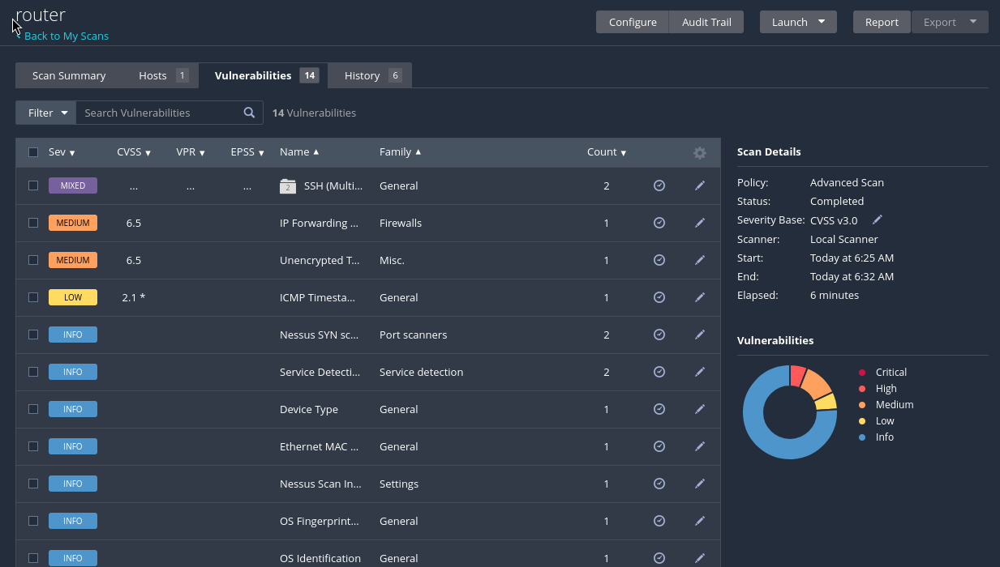 router
Back to My Scans
Configure Audit Trail Launch Report Export
Scan Summary Hosts 1 Vulnerabilities 14 History 6
Filter Search Vulnerabilities 14 Vulnerabilities
Sev CVSS VPR EPSS Name Family Count
MIXED ... ... ... 2 SSH (Multi... General 2
MEDIUM 6.5 IP Forwarding ... Firewalls 1
MEDIUM 6.5 Unencrypted T... Misc. 1
LOW 2.1 * ICMP Timesta... General 1
INFO Nessus SYN sc... Port scanners 2
INFO Service Detecti... Service detection 2
INFO Device Type General 1
INFO Ethernet MAC ... General 1
INFO Nessus Scan In... Settings 1
INFO OS Fingerprint... General 1
INFO OS Identification General 1
Scan Details
Policy: Advanced Scan
Status: Completed
Severity Base: CVSS v3.0
Scanner: Local Scanner
Start: Today at 6:25 AM
End: Today at 6:32 AM
Elapsed: 6 minutes
Vulnerabilities
Critical
High
Medium
Low
Info